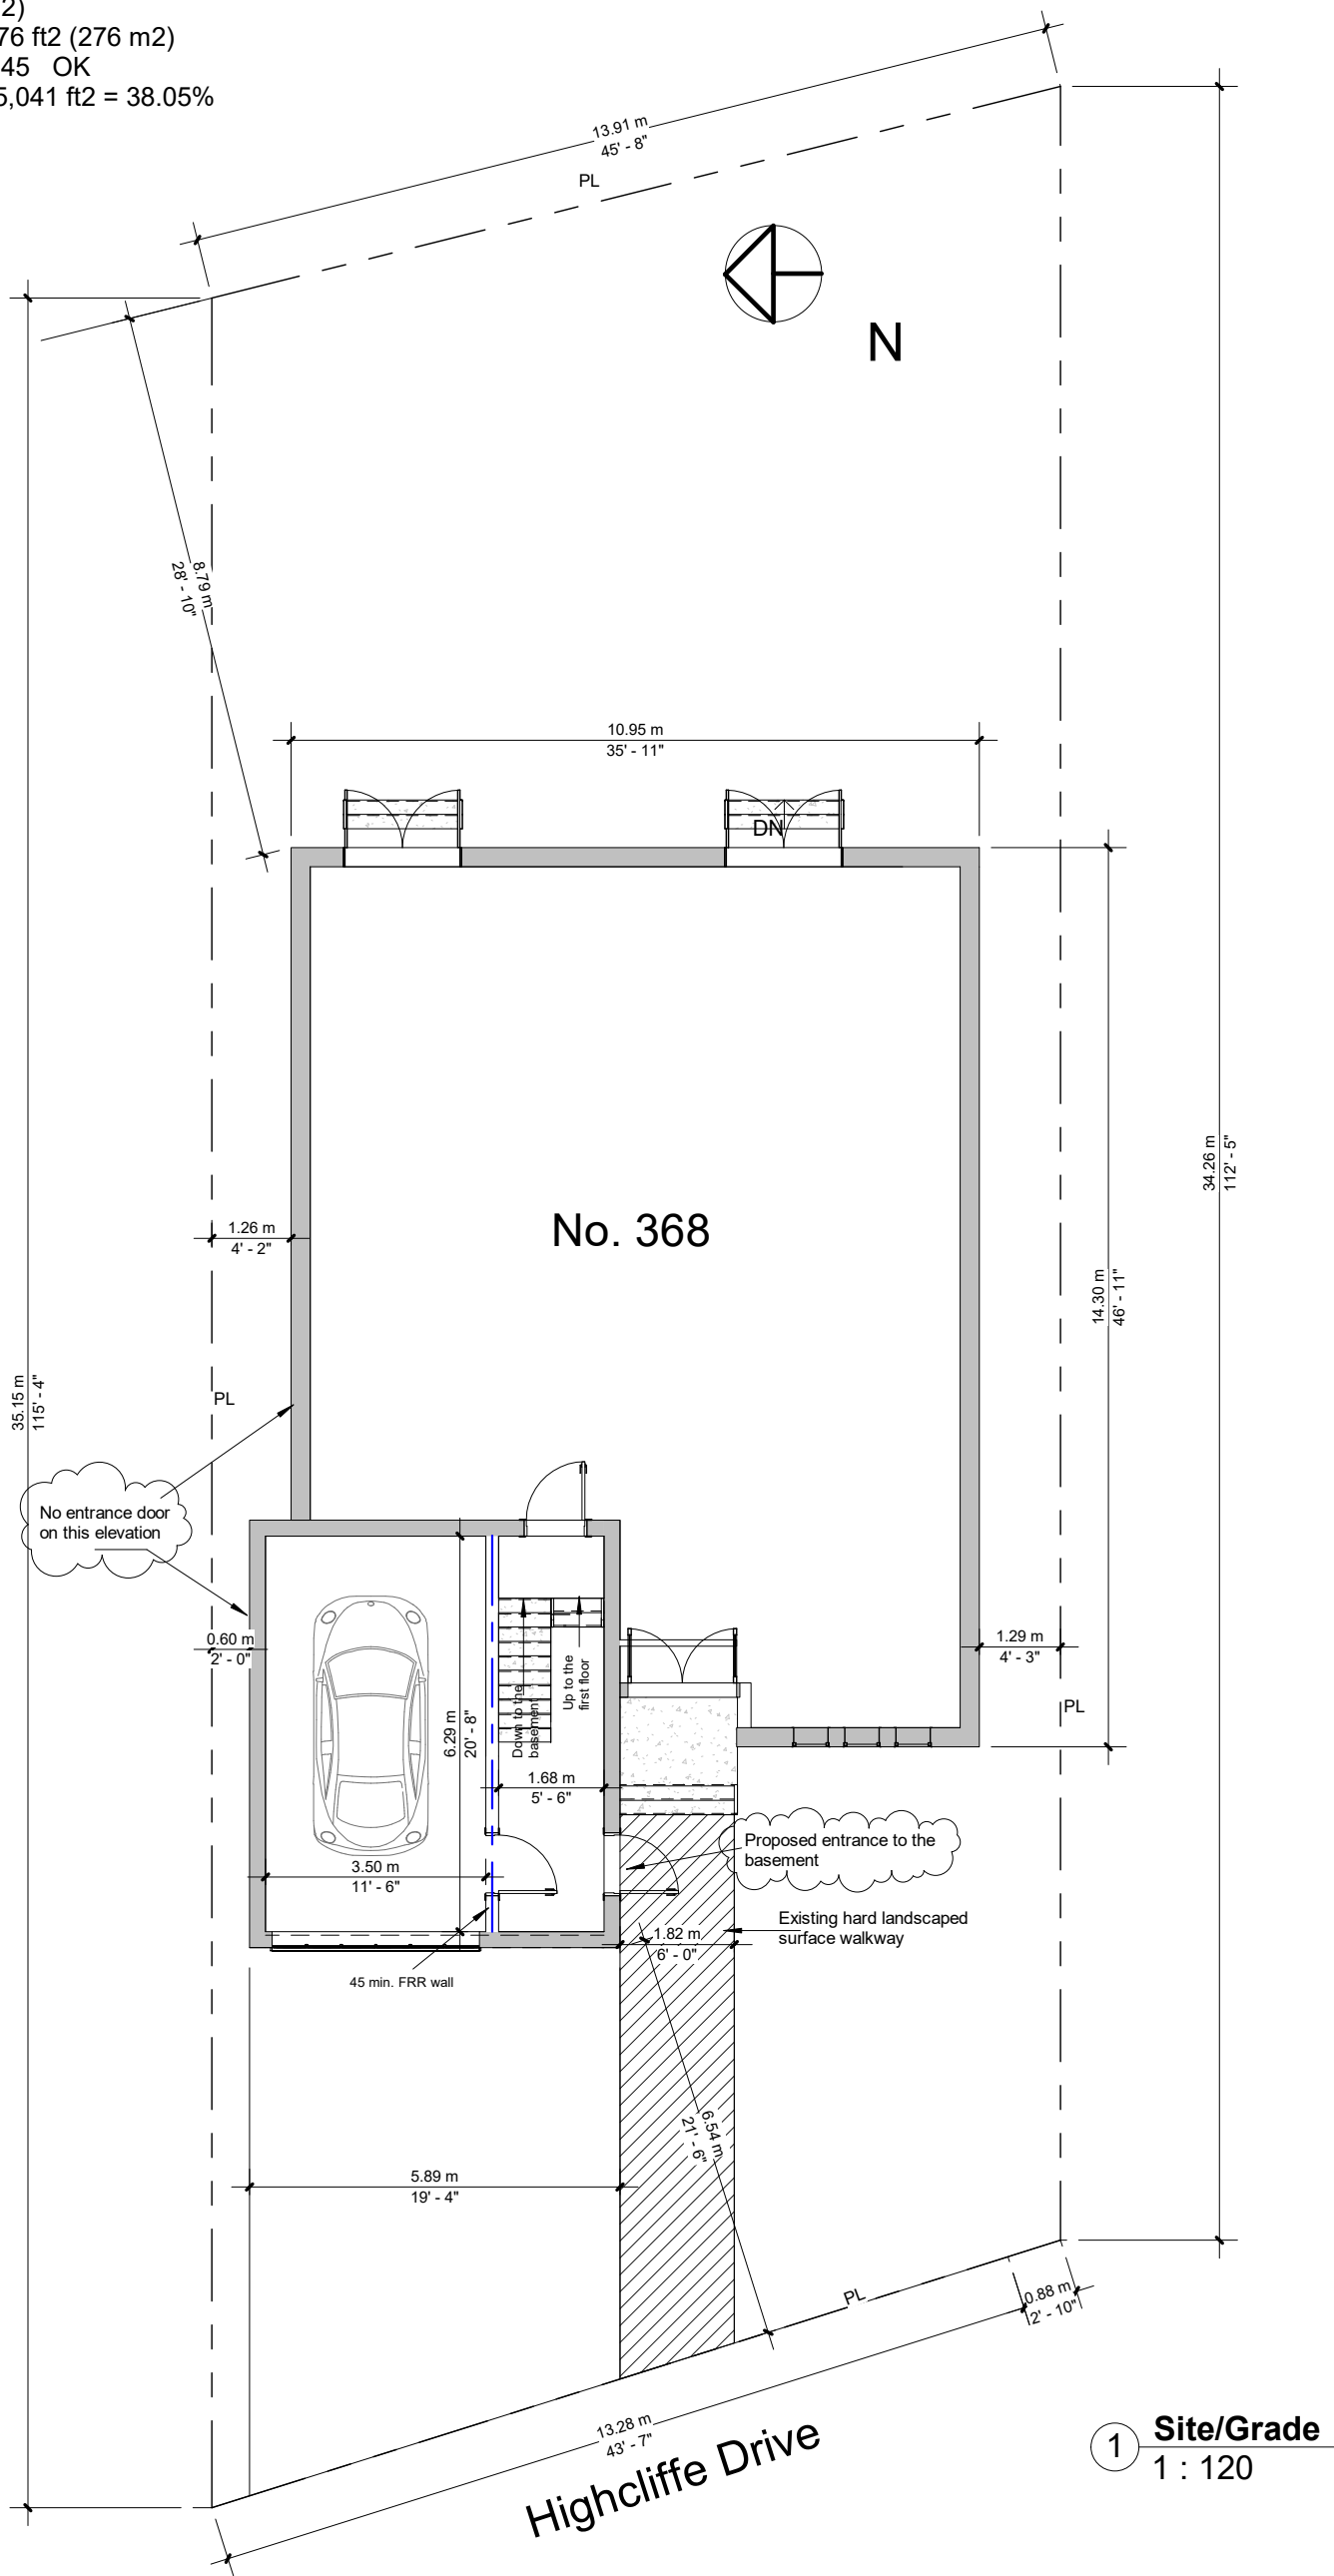 2)
76 ft2 (276 m2)
45 OK
5,041 ft2 = 38.05%
13.91 m
45' - 8"
PL
N
8.79 m
28' - 10"
10.95 m
35' - 11"
DN
34.26 m
112' - 5"
1.26 m
4' - 2"
No. 368
14.30 m
46' - 11"
35.15 m
115' - 4"
PL
No entrance door
on this elevation
0.60 m
2' - 0"
6.29 m
20' - 8"
Down to the
basement
Up to the
first floor
1.29 m
4' - 3"
PL
1.68 m
5' - 6"
3.50 m
11' - 6"
Proposed entrance to the
basement
Existing hard landscaped
surface walkway
1.82 m
6' - 0"
45 min. FRR wall
6.54 m
21' - 6"
5.89 m
19' - 4"
PL
0.88 m
2' - 10"
13.28 m
43' - 7"
Highcliffe Drive
1 Site/Grade
1 : 120